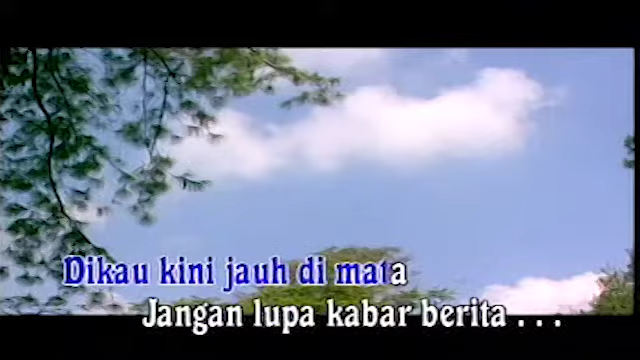 Dikau kini jauh di mata
Jangan lupa kabar berita . . .